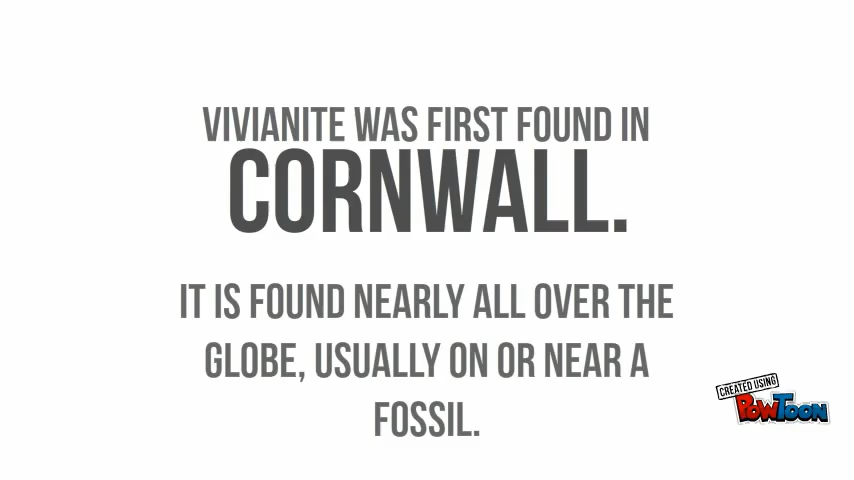 VIVIANITE WAS FIRST FOUND IN
CORNWALL.
IT IS FOUND NEARLY ALL OVER THE
GLOBE, USUALLY ON OR NEAR A
FOSSIL.
CREATED USING
POWTOON